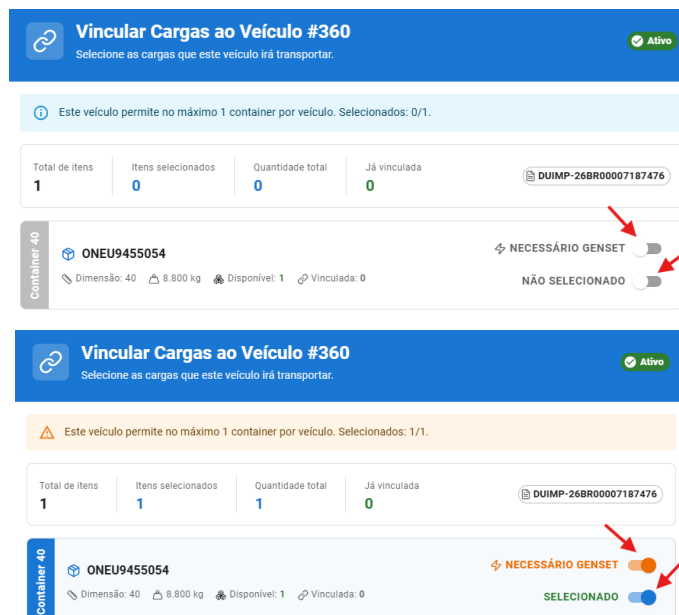 Vincular Cargas ao Veículo #360
Selecione as cargas que este veículo irá transportar.
Ativo
Este veículo permite no máximo 1 container por veículo. Selecionados: 0/1.
Total de itens
1
Itens selecionados
0
Quantidade total
0
Já vinculada
0
DUIMP-26BR00007187476
Container 40
ONEU9455054
Dimensão: 40 8.800 kg Disponível: 1 Vinculada: 0
NECESSÁRIO GENSET
NÃO SELECIONADO
Vincular Cargas ao Veículo #360
Selecione as cargas que este veículo irá transportar.
Ativo
Este veículo permite no máximo 1 container por veículo. Selecionados: 1/1.
Total de itens
1
Itens selecionados
1
Quantidade total
1
Já vinculada
0
DUIMP-26BR00007187476
Container 40
ONEU9455054
Dimensão: 40 8.800 kg Disponível: 1 Vinculada: 0
NECESSÁRIO GENSET
SELECIONADO